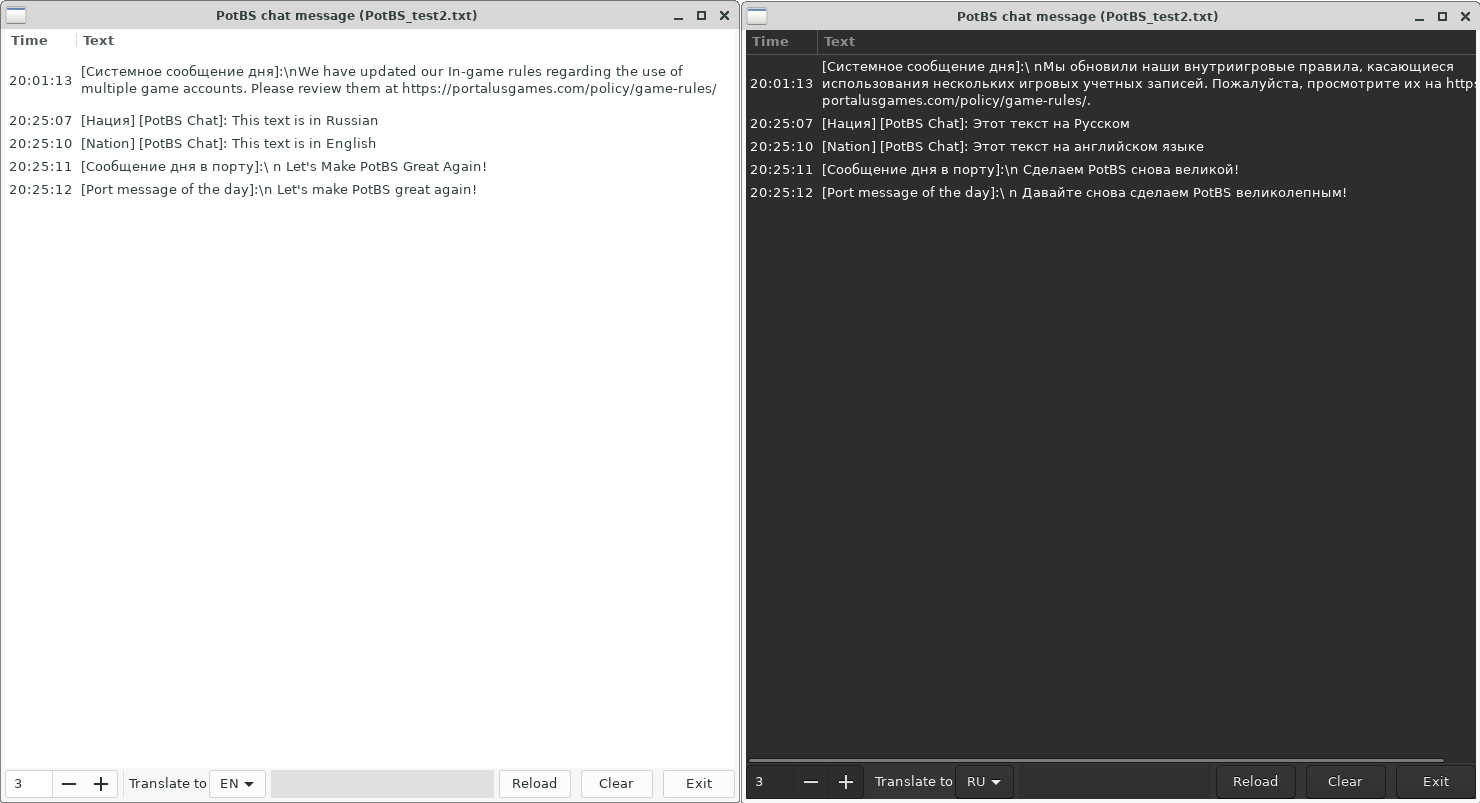 PotBS chat message (PotBS_test2.txt)
Time Text
20:01:13 [Системное сообщение дня]:\nWe have updated our In-game rules regarding the use of
multiple game accounts. Please review them at https://portalusgames.com/policy/game-rules/
20:25:07 [Нация] [PotBS Chat]: This text is in Russian
20:25:10 [Nation] [PotBS Chat]: This text is in English
20:25:11 [Сообщение дня в порту]:\ n Let's Make PotBS Great Again!
20:25:12 [Port message of the day]:\n Let's make PotBS great again!
3 Translate to EN Reload Clear Exit
PotBS chat message (PotBS_test2.txt)
Time Text
[Системное сообщение дня]:\ nМы обновили наши внутриигровые правила, касающиеся
20:01:13 использования нескольких игровых учетных записей. Пожалуйста, просмотрите их на https
portalusgames.com/policy/game-rules/.
20:25:07 [Нация] [PotBS Chat]: Этот текст на Русском
20:25:10 [Nation] [PotBS Chat]: Этот текст на английском языке
20:25:11 [Сообщение дня в порту]:\n Сделаем PotBS снова великой!
20:25:12 [Port message of the day]:\ n Давайте снова сделаем PotBS великолепным!
3 Translate to RU Reload Clear Exit